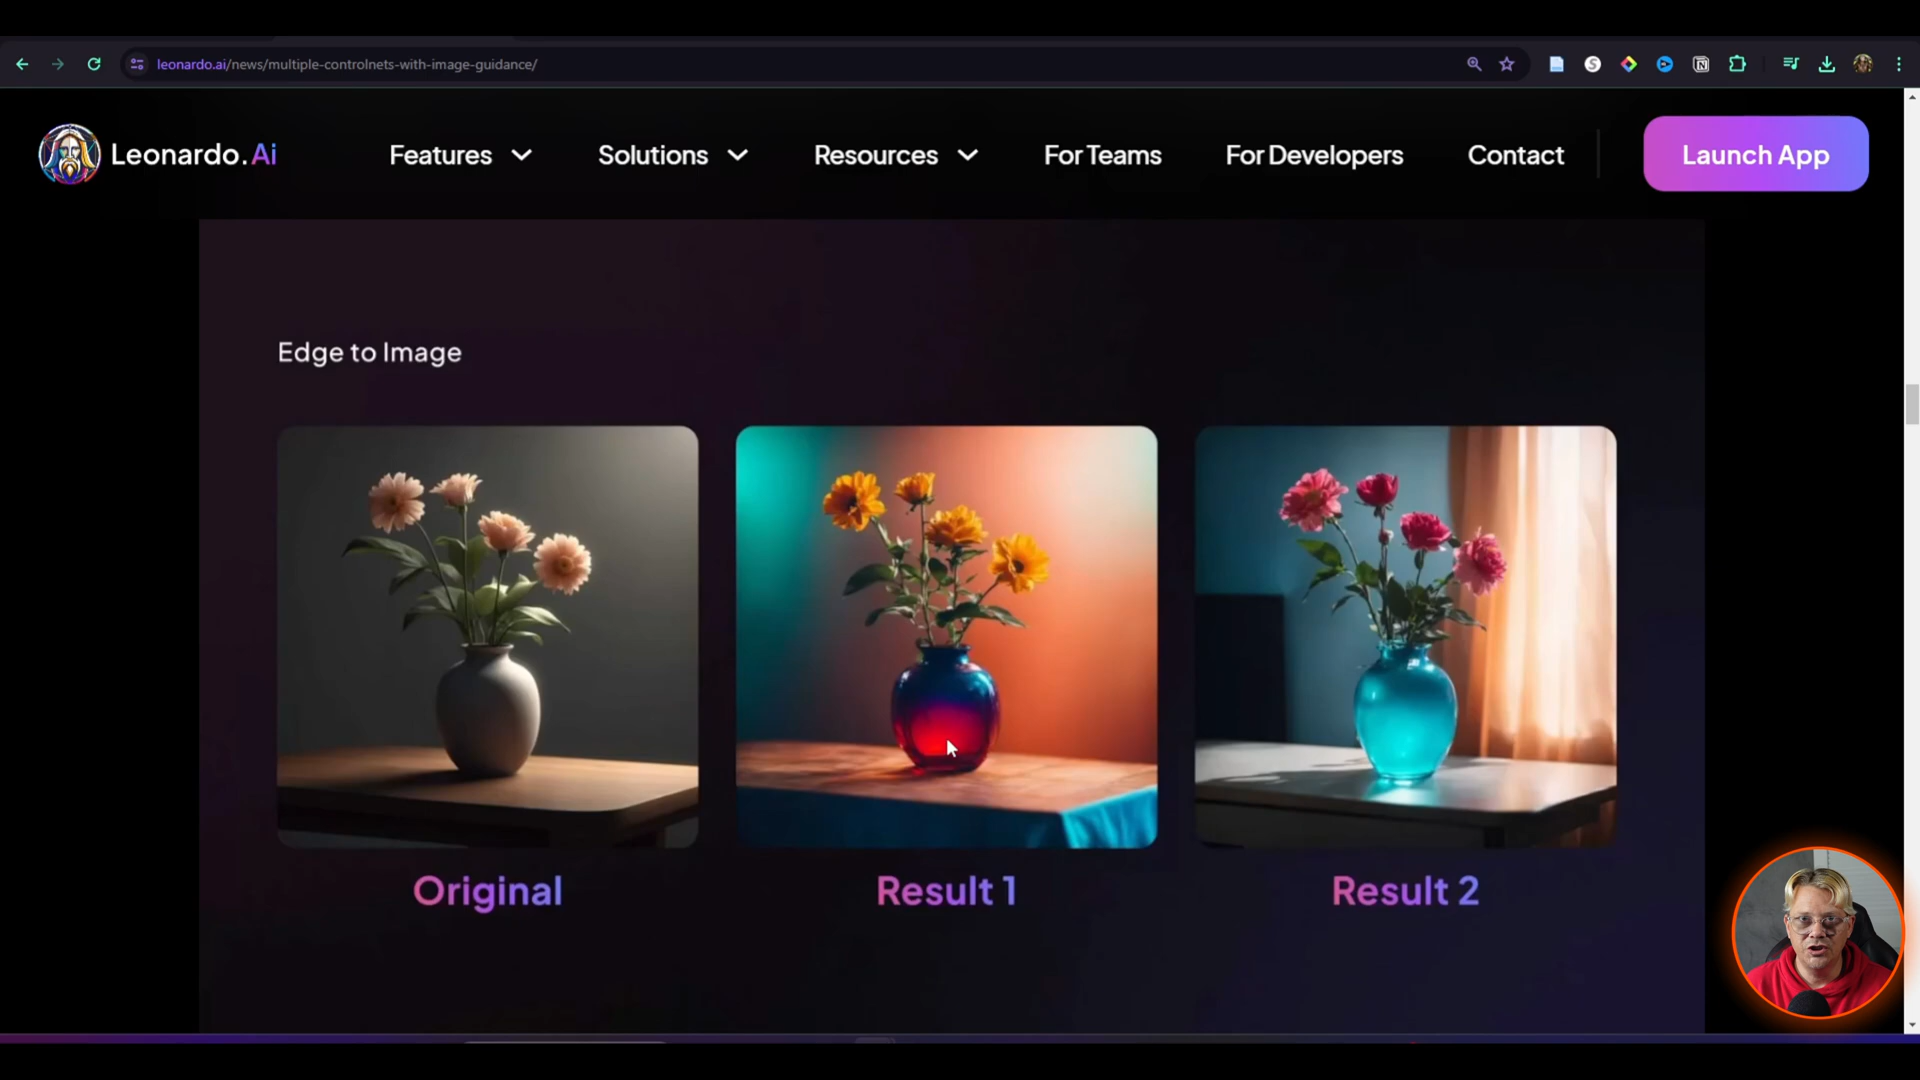 leonardo.ai/news/multiple-controlnets-with-image-guidance/
Leonardo.Ai
Features
Solutions
Resources
For Teams
For Developers
Contact
Launch App
Edge to Image
Original
Result 1
Result 2